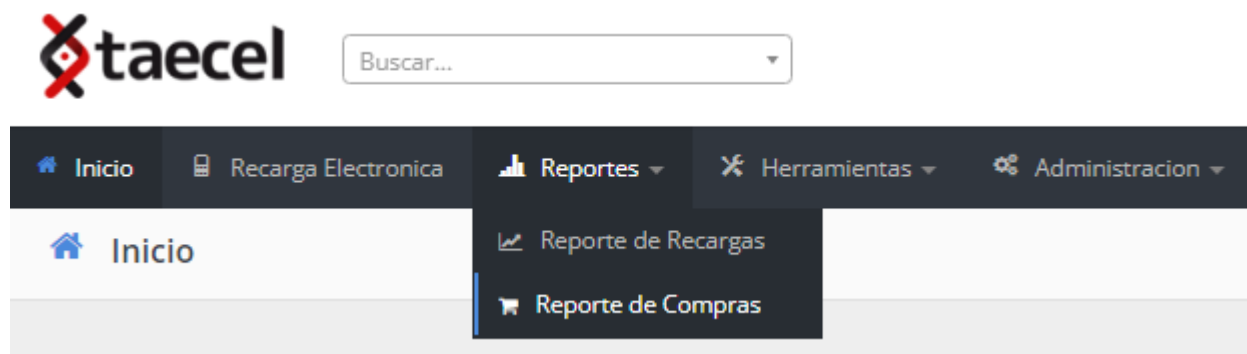 taecel
Buscar...
Inicio Recarga Electronica Reportes Herramientas Administracion
Inicio
Reporte de Recargas
Reporte de Compras